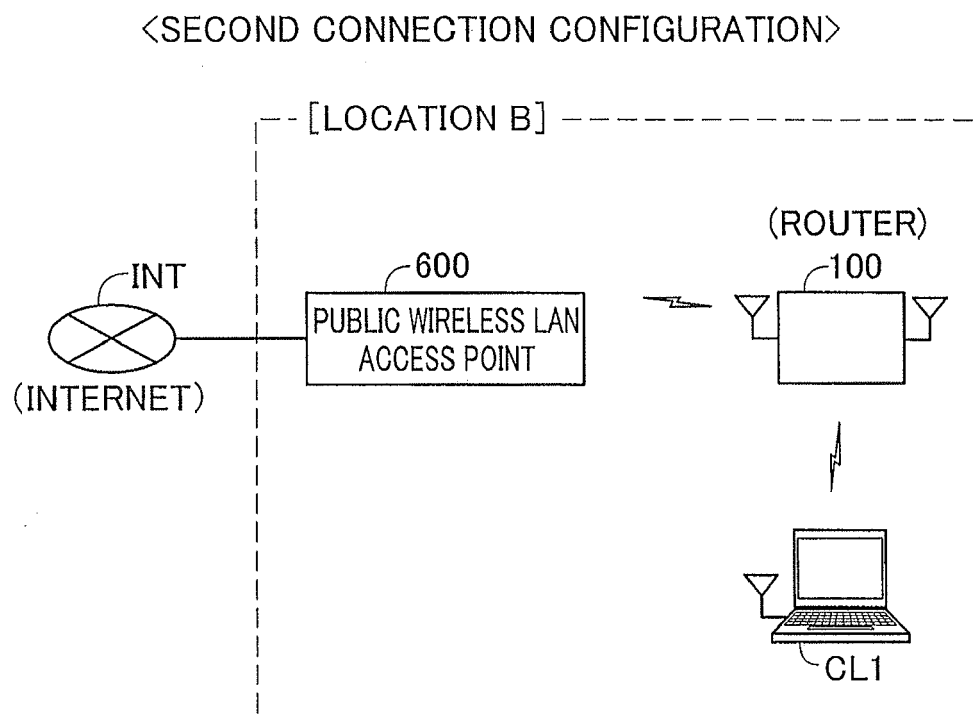 <SECOND CONNECTION CONFIGURATION>
[LOCATION B]
(ROUTER)
INT
600
100
PUBLIC WIRELESS LAN
ACCESS POINT
(INTERNET)
CL1